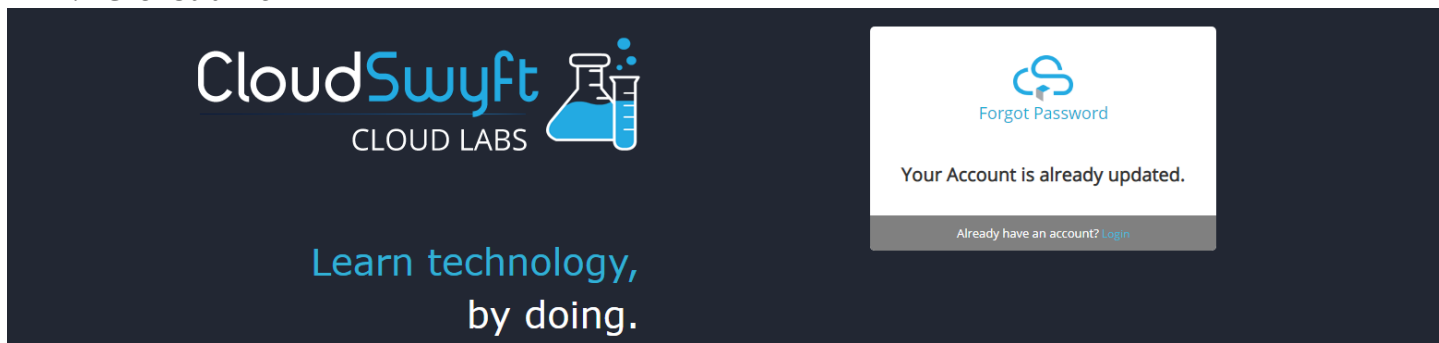 CloudSwyft
CLOUD LABS
Learn technology,
by doing.
Forgot Password
Your Account is already updated.
Already have an account? Login